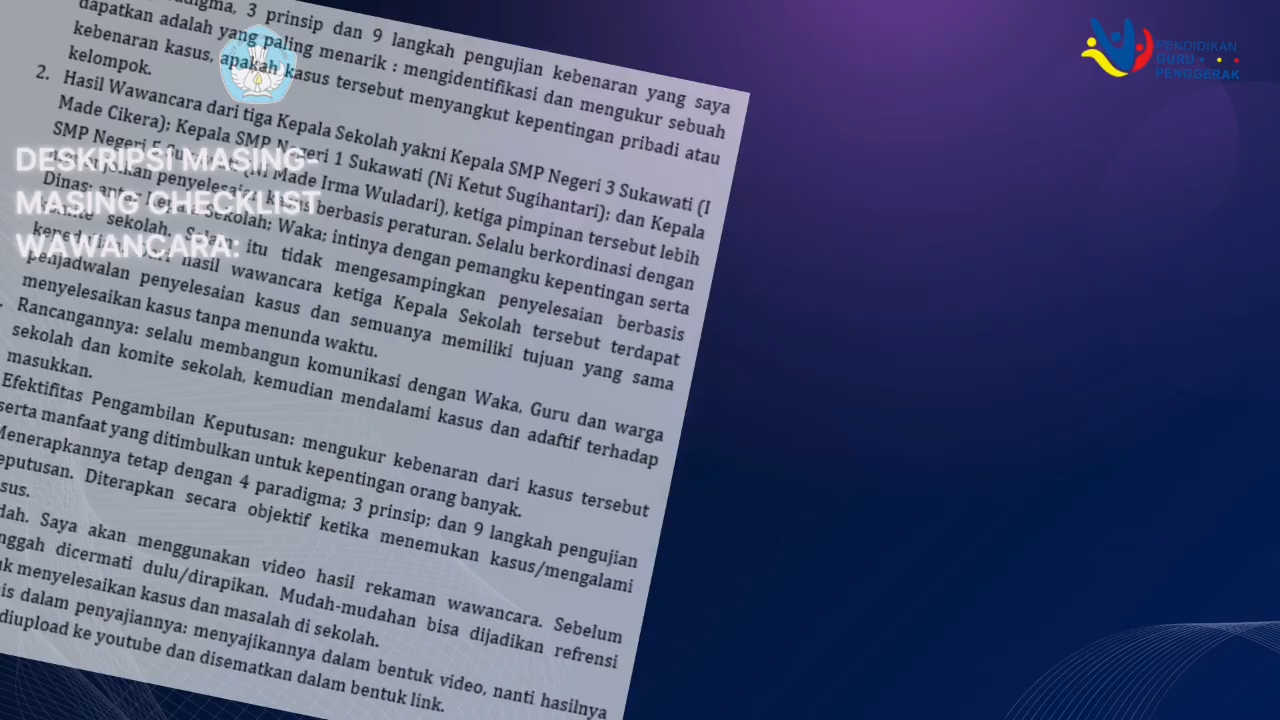 PENDIDIKAN
GURU
PENGGERAK
DESKRIPSI MASING-
MASING CHECKLIST
WAWANCARA:
3 prinsip dan 9 langkah pengujian kebenaran yang saya
dapatkan adalah yang paling menarik : mengidentifikasi dan mengukur sebuah
kebenaran kasus, apakah kasus tersebut menyangkut kepentingan pribadi atau
kelompok.
2. Hasil Wawancara dari tiga Kepala Sekolah yakni Kepala SMP Negeri 3 Sukawati (I
Made Cikera); Kepala SMP Negeri 1 Sukawati (Ni Ketut Sugihantari); dan Kepala
SMP Negeri 5 Made Irma Wuladari), ketiga pimpinan tersebut lebih
penyelesaian kasus berbasis peraturan. Selalu berkordinasi dengan
Dinas; antar Kepala Sekolah; Waka; intinya dengan pemangku kepentingan serta
komite sekolah. Selain itu tidak mengesampingkan penyelesaian berbasis
dari hasil wawancara ketiga Kepala Sekolah tersebut terdapat
penjadwalan penyelesaian kasus dan semuanya memiliki tujuan yang sama
menyelesaikan kasus tanpa menunda waktu.
Rancangannya: selalu membangun komunikasi dengan Waka, Guru dan warga
sekolah dan komite sekolah, kemudian mendalami kasus dan adaftif terhadap
masukkan.
Efektifitas Pengambilan Keputusan: mengukur kebenaran dari kasus tersebut
serta manfaat yang ditimbulkan untuk kepentingan orang banyak.
Menerapkannya tetap dengan 4 paradigma; 3 prinsip; dan 9 langkah pengujian
eputusan. Diterapkan secara objektif ketika menemukan kasus/mengalami
sus.
dah. Saya akan menggunakan video hasil rekaman wawancara. Sebelum
nggah dicermati dulu/dirapikan. Mudah-mudahan bisa dijadikan refrensi
k menyelesaikan kasus dan masalah di sekolah.
is dalam penyajiannya: menyajikannya dalam bentuk video, nanti hasilnya
diupload ke youtube dan disematkan dalam bentuk link.